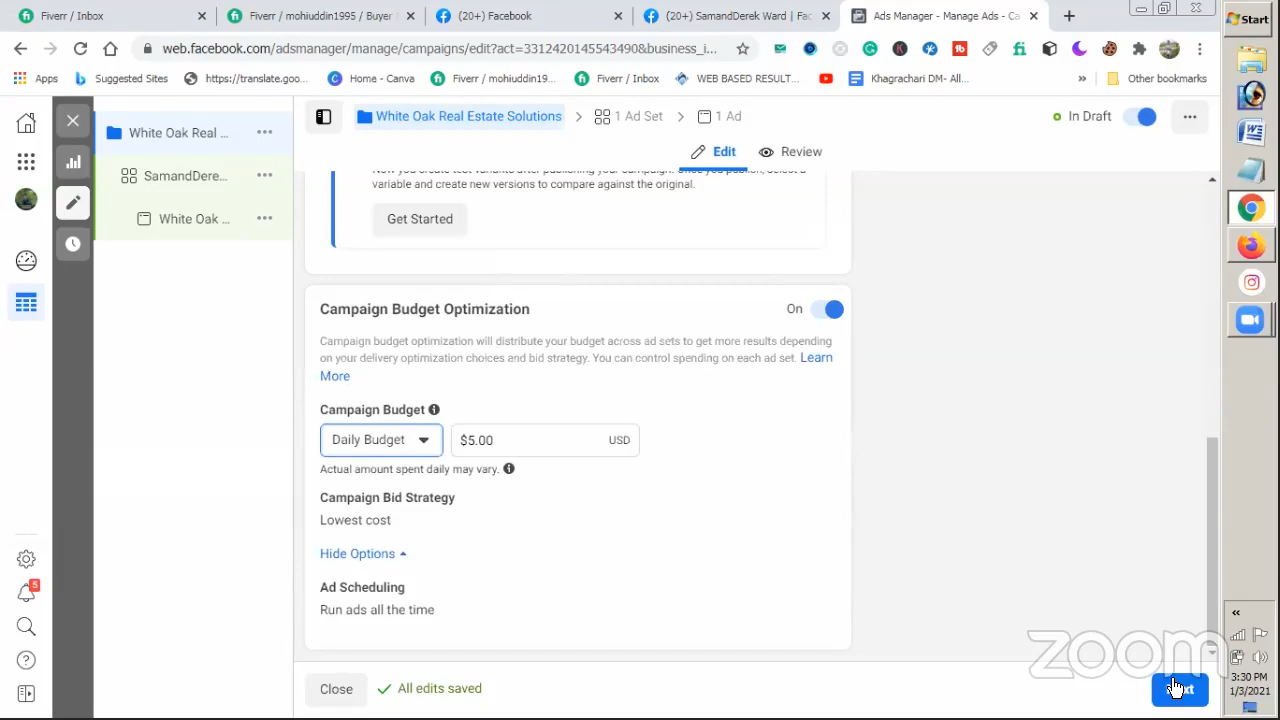 Fiverr / Inbox
Fiverr / mohiuddin1995 / Buyer
(20+) Facebook
(20+) SamandDerek Ward | Fac
Ads Manager - Manage Ads - Ca
Start
web.facebook.com/adsmanager/manage/campaigns/edit?act=3312420145543490&business_i...
Apps
Suggested Sites
https://translate.goo...
Home - Canva
Fiverr / mohiuddin19...
Fiverr / Inbox
WEB BASED RESULT...
Khagrachari DM- All...
Other bookmarks
White Oak Real ...
White Oak Real Estate Solutions
1 Ad Set
1 Ad
In Draft
Edit
Review
SamandDere...
White Oak ...
variable and create new versions to compare against the original.
Get Started
Campaign Budget Optimization
On
Campaign budget optimization will distribute your budget across ad sets to get more results depending
on your delivery optimization choices and bid strategy. You can control spending on each ad set. Learn
More
Campaign Budget
Daily Budget
$5.00
USD
Actual amount spent daily may vary.
Campaign Bid Strategy
Lowest cost
Hide Options
Ad Scheduling
Run ads all the time
5
Close
All edits saved
zoom
3:30 PM
1/3/2021